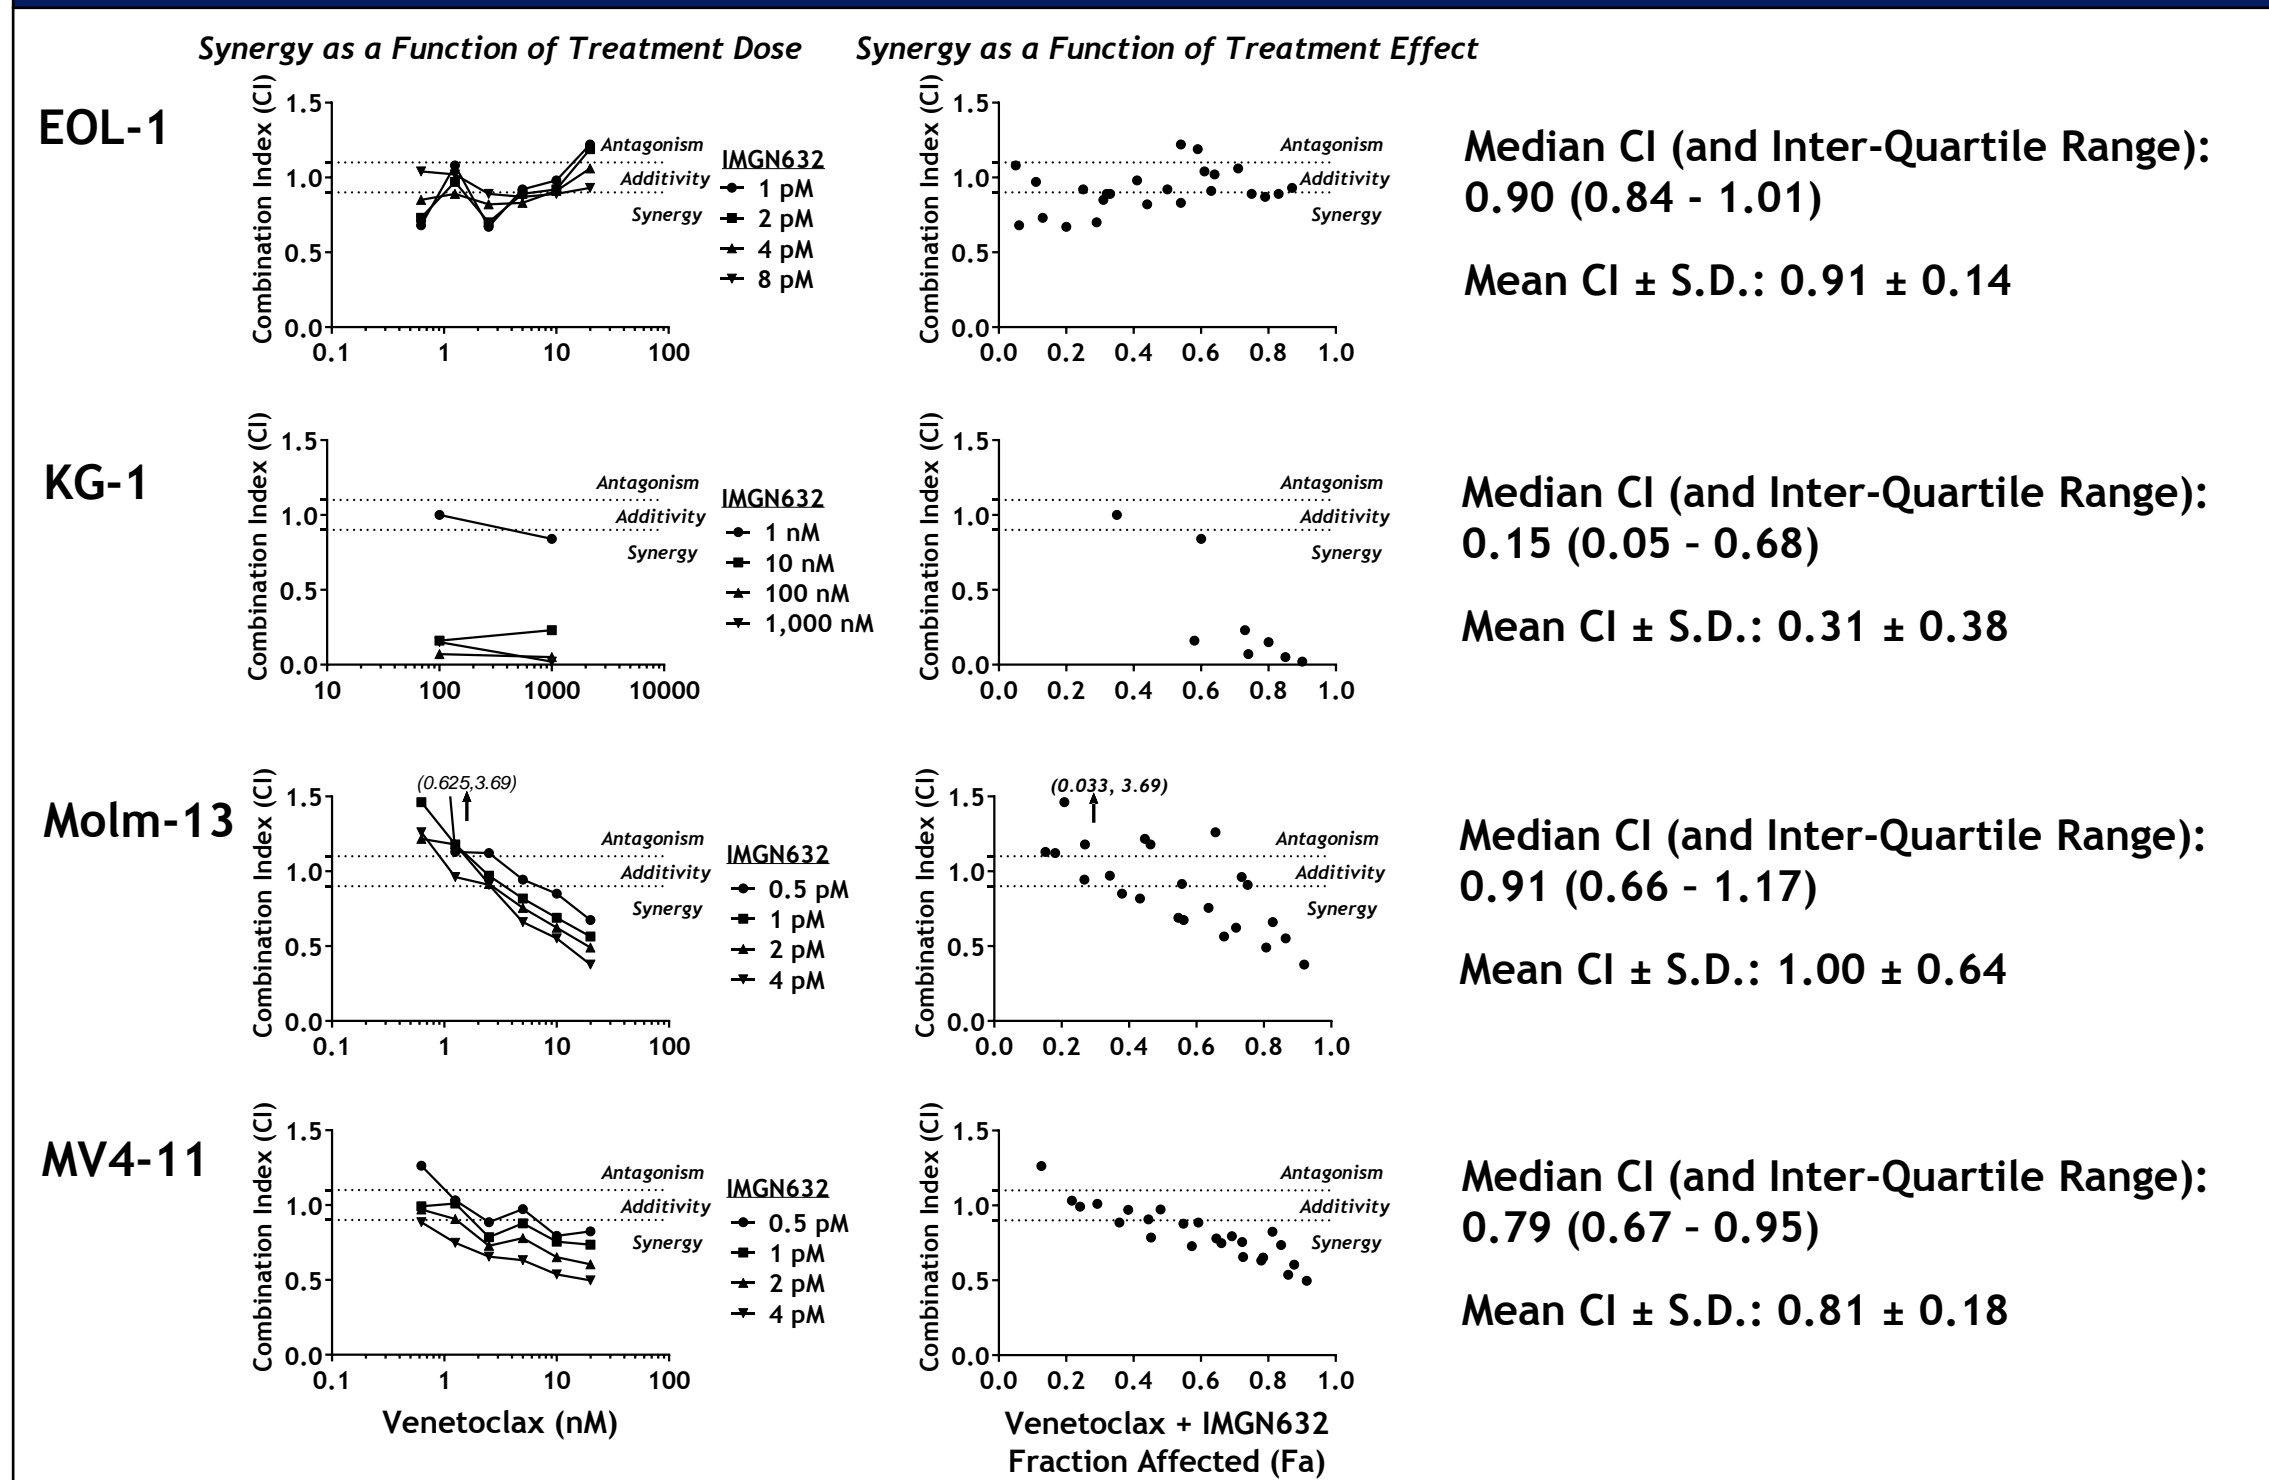 Synergy as a Function of Treatment Dose
Synergy as a Function of Treatment Effect
EOL-1
Combination Index (CI)
1.5
1.0
0.5
0.0
0.1 1 10 100
Antagonism
Additivity
Synergy
IMGN632
1 pM
2 pM
4 pM
8 pM
Combination Index (CI)
1.5
1.0
0.5
0.0
0.0 0.2 0.4 0.6 0.8 1.0
Antagonism
Additivity
Synergy
Median CI (and Inter-Quartile Range):
0.90 (0.84 - 1.01)
Mean CI ± S.D.: 0.91 ± 0.14
KG-1
Combination Index (CI)
1.5
1.0
0.5
0.0
10 100 1000 10000
Antagonism
Additivity
Synergy
IMGN632
1 nM
10 nM
100 nM
1,000 nM
Combination Index (CI)
1.5
1.0
0.5
0.0
0.0 0.2 0.4 0.6 0.8 1.0
Antagonism
Additivity
Synergy
Median CI (and Inter-Quartile Range):
0.15 (0.05 – 0.68)
Mean CI ± S.D.: 0.31 ± 0.38
Molm-13
Combination Index (CI)
(0.625,3.69)
1.5
1.0
0.5
0.0
0.1 1 10 100
Antagonism
Additivity
Synergy
IMGN632
0.5 pM
1 pM
2 pM
4 pM
Combination Index (CI)
(0.033, 3.69)
1.5
1.0
0.5
0.0
0.0 0.2 0.4 0.6 0.8 1.0
Antagonism
Additivity
Synergy
Median CI (and Inter-Quartile Range):
0.91 (0.66 – 1.17)
Mean CI ± S.D.: 1.00 ± 0.64
MV4-11
Combination Index (CI)
1.5
1.0
0.5
0.0
0.1 1 10 100
Venetoclax (nM)
Antagonism
Additivity
Synergy
IMGN632
0.5 pM
1 pM
2 pM
4 pM
Combination Index (CI)
1.5
1.0
0.5
0.0
0.0 0.2 0.4 0.6 0.8 1.0
Antagonism
Additivity
Synergy
Venetoclax + IMGN632
Fraction Affected (Fa)
Median CI (and Inter-Quartile Range):
0.79 (0.67 – 0.95)
Mean CI ± S.D.: 0.81 ± 0.18